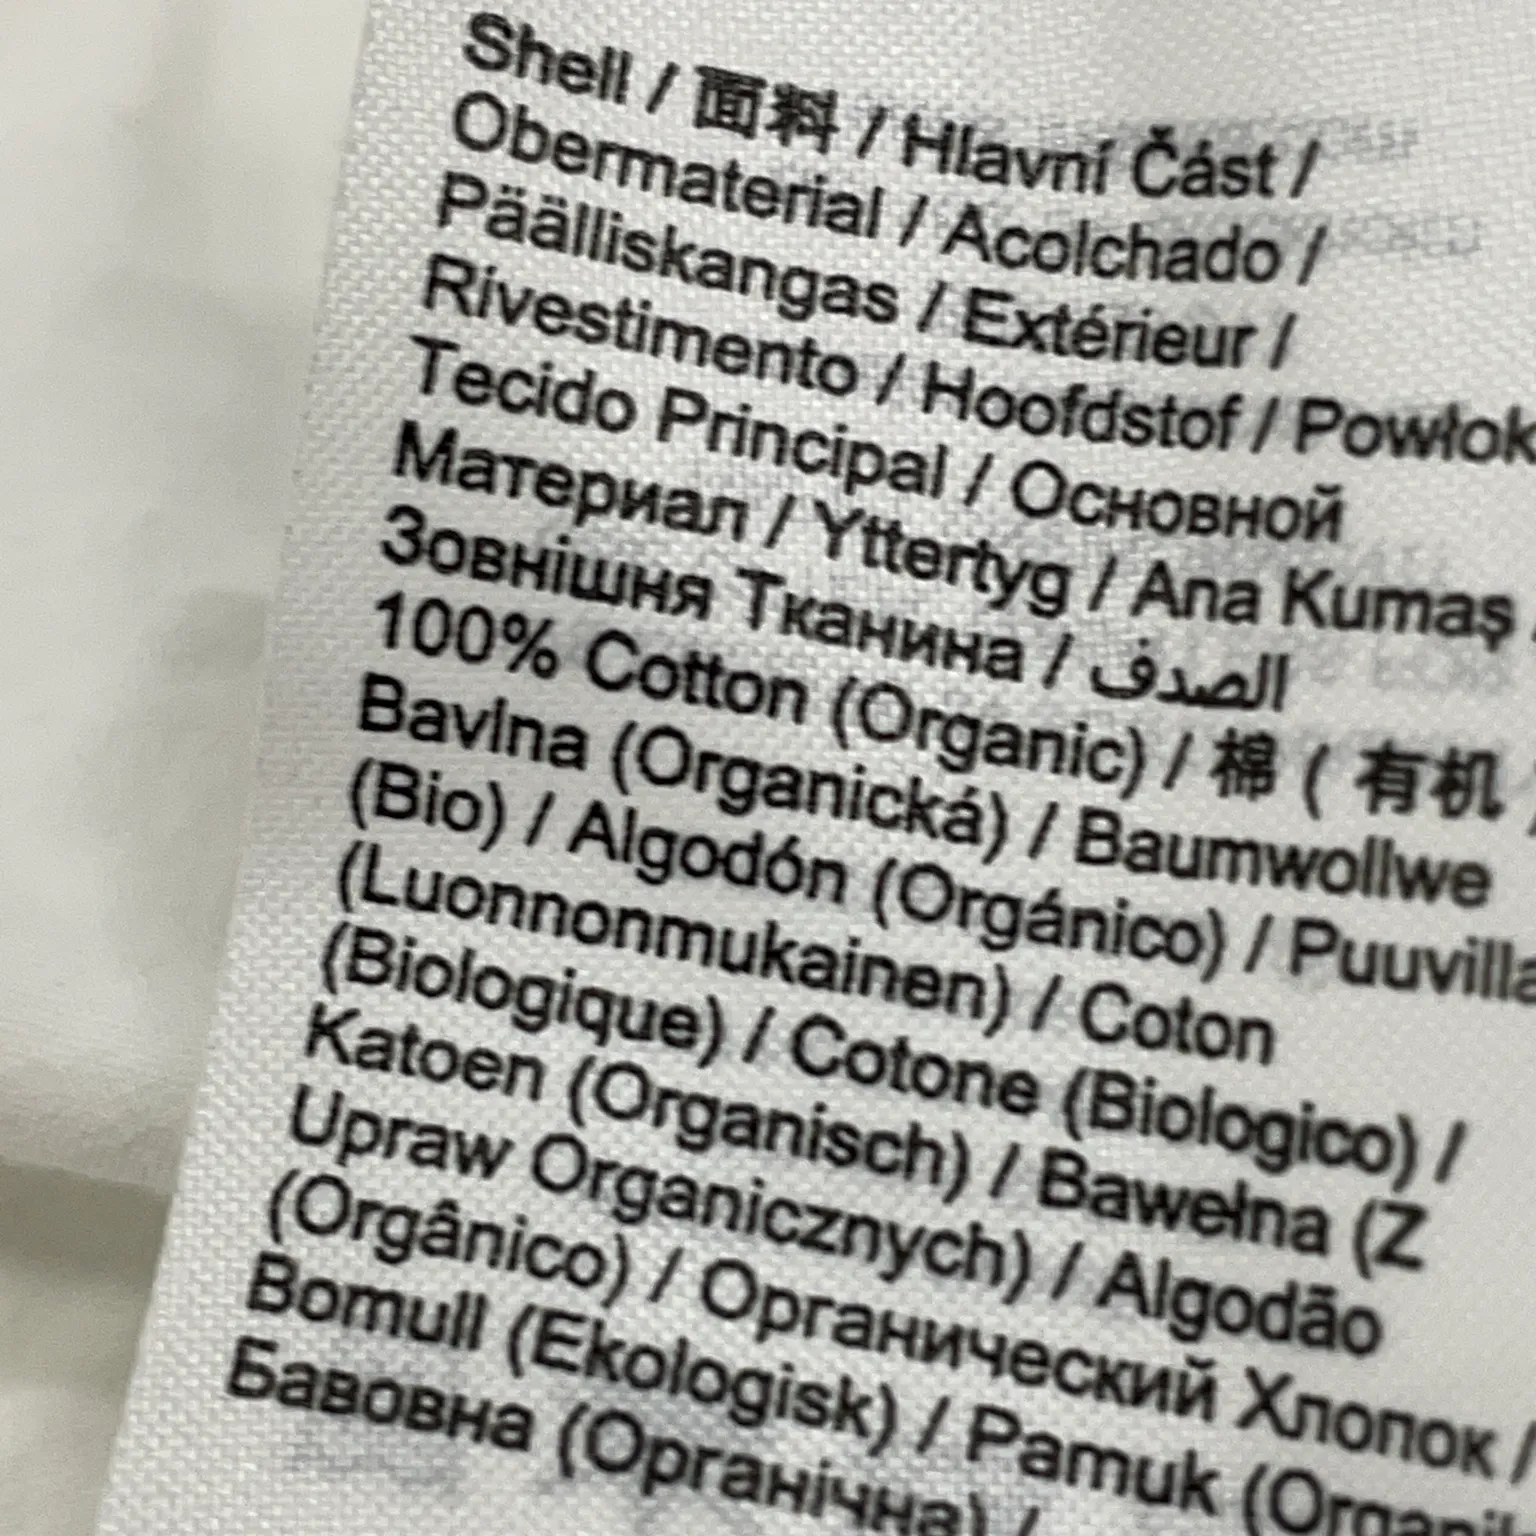 Shell / 面料 / Hlavní Část /
Obermaterial / Acolchado /
Päälliskangas / Extérieur /
Rivestimento / Hoofdstof / Powłok
Tecido Principal / Основной
Материал / Yttertyg / Ana Kumaş /
Зовнішня Тканина / الصدف
100% Cotton (Organic) / 棉 ( 有机 )
Bavlna (Organická) / Baumwollwe
(Bio) / Algodón (Orgánico) / Puuvilla
(Luonnonmukainen) / Coton
(Biologique) / Cotone (Biologico) /
Katoen (Organisch) / Bawełna (Z
Upraw Organicznych) / Algodão
(Orgânico) / Органический Хлопок /
Bomull (Ekologisk) / Pamuk (Organik
Бавовна (Органічна) /